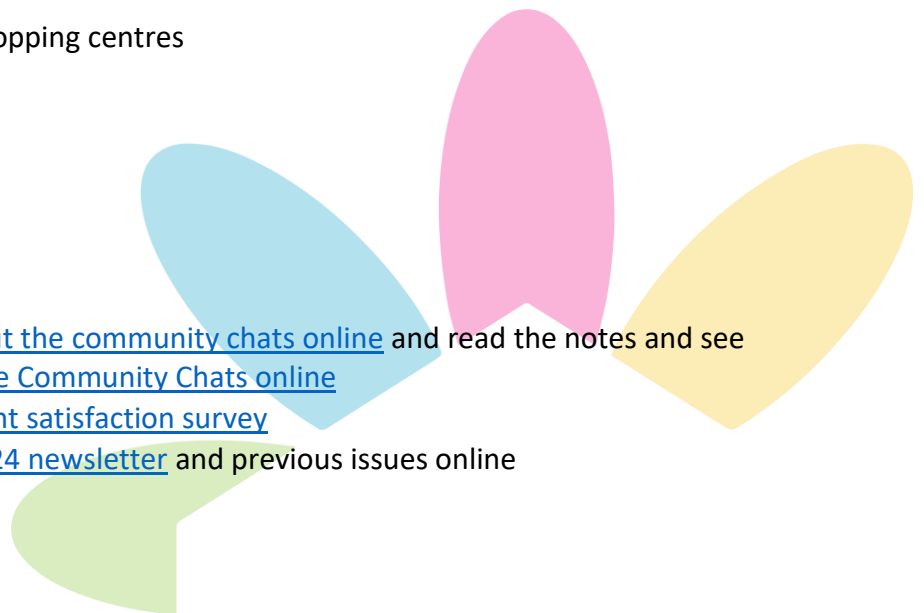 opping centres
ut the community chats online and read the notes and see
e Community Chats online
nt satisfaction survey
24 newsletter and previous issues online